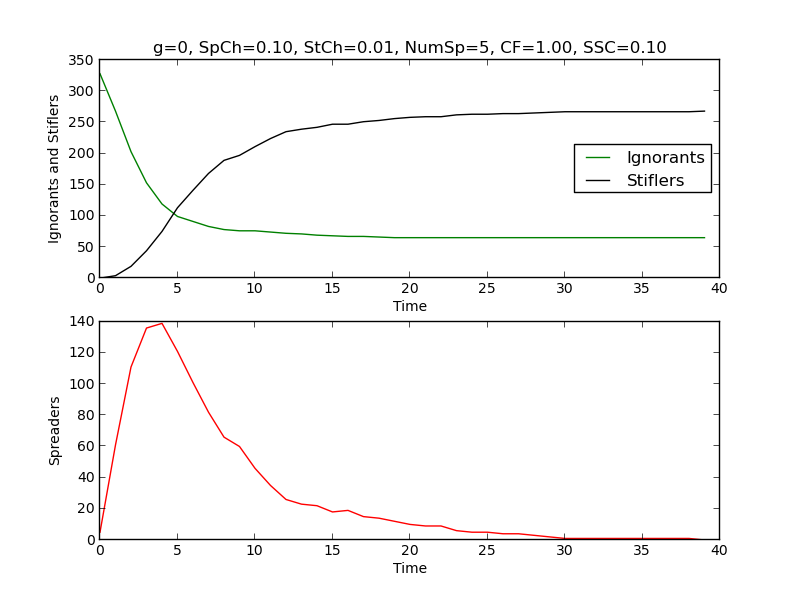 g=0, SpCh=0.10, StCh=0.01, NumSp=5, CF=1.00, SSC=0.10
350
300
250
200
150
100
50
0
Ignorants and Stiflers
Ignorants
Stiflers
0 5 10 15 20 25 30 35 40
Time
140
120
100
80
60
40
20
0
Spreaders
0 5 10 15 20 25 30 35 40
Time